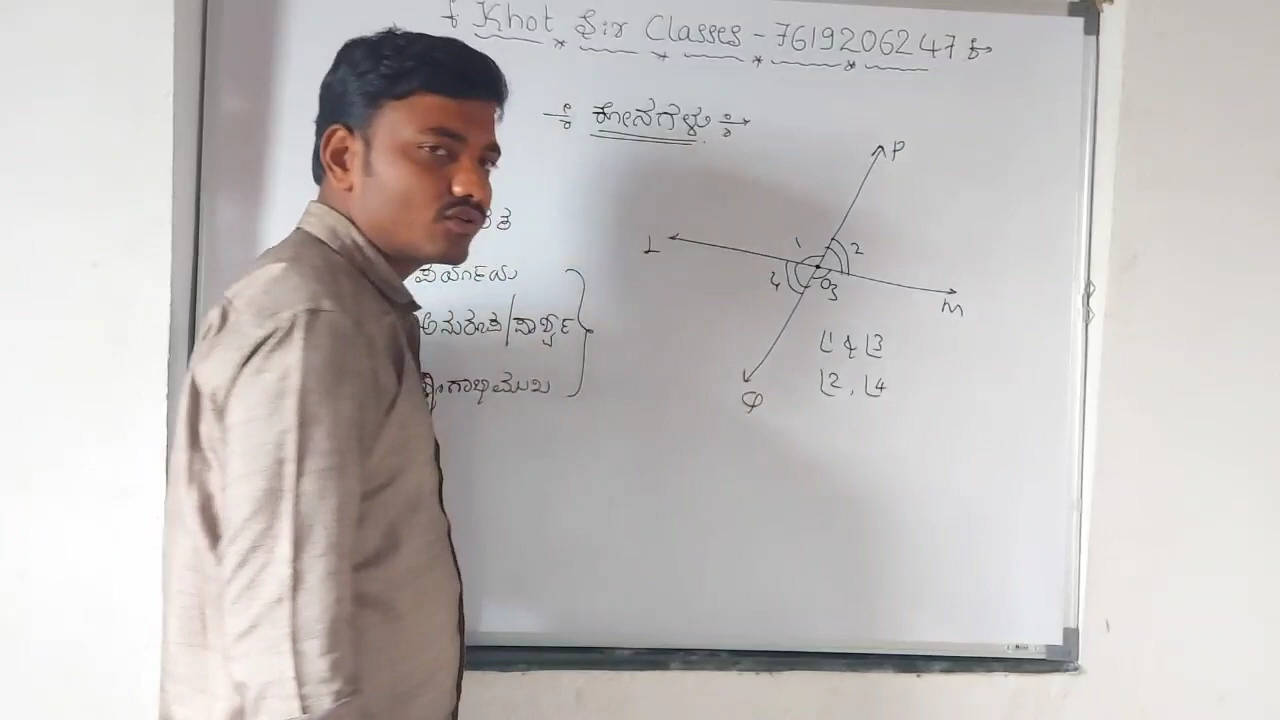 Khot Sir Classes - 7619206247
ಕೋನಗಳು
ಪರ್ಯಾಯ
ಅನುರೂಪ/ಪಾರ್ಶ್ವ
P
L
1
2
4
O
3
M
∠1 & ∠3
∠2, ∠4
Q